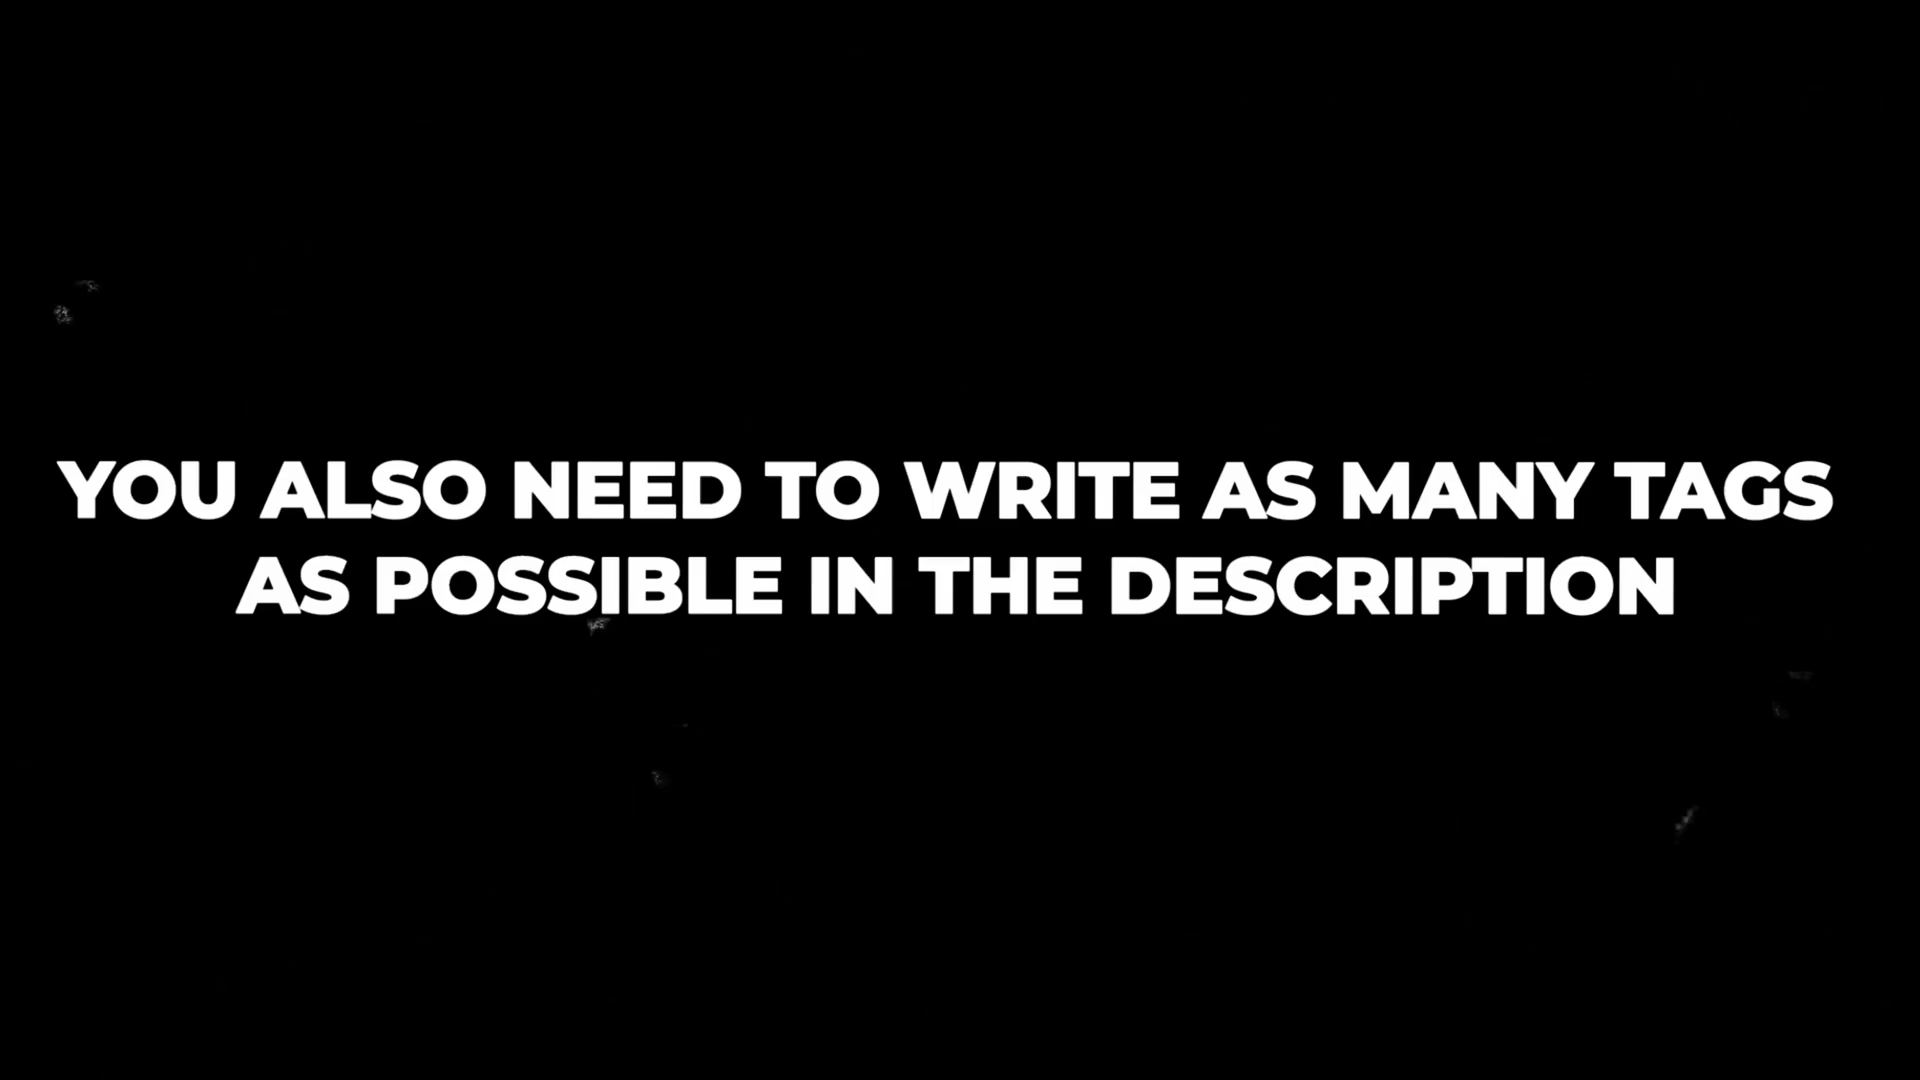 YOU ALSO NEED TO WRITE AS MANY TAGS
AS POSSIBLE IN THE DESCRIPTION